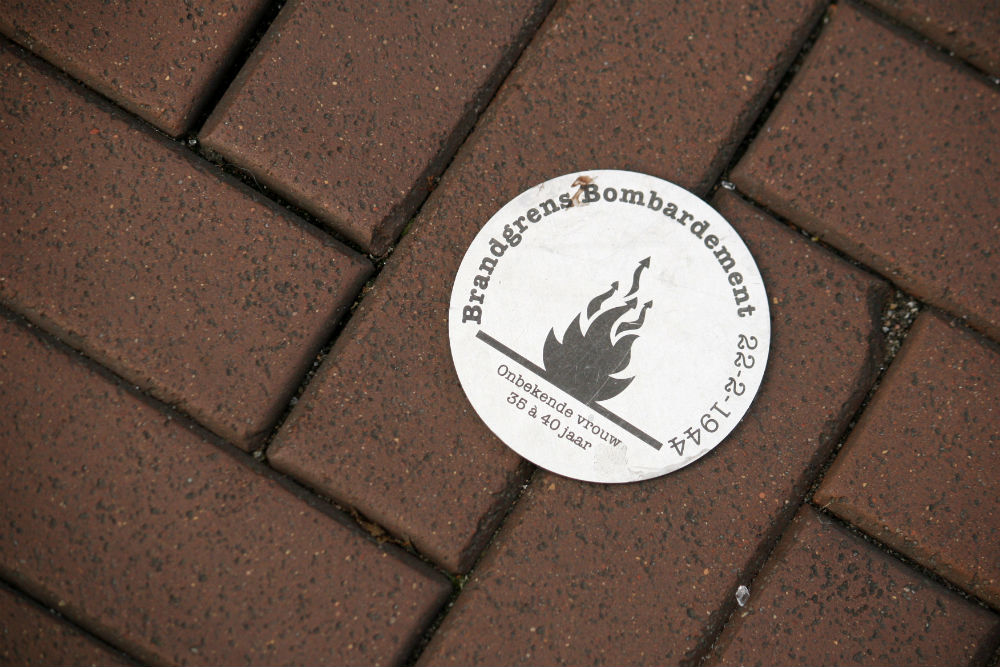 Brandgrens Bombardement 22-2-1944
Onbekende vrouw
35 à 40 jaar